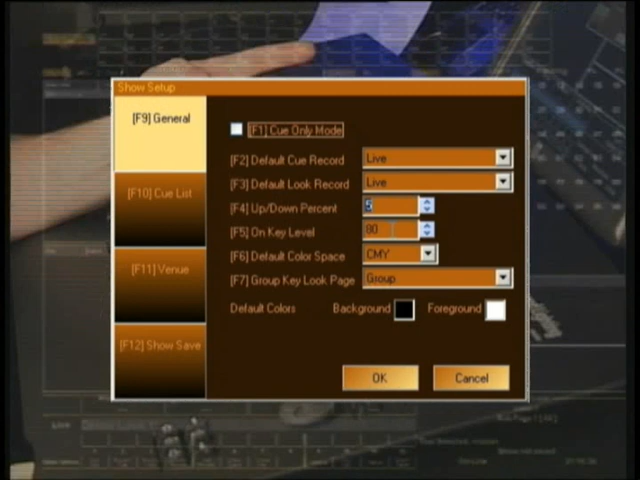 Show Setup
[F9] General
[F10] Cue List
[F11] Venue
[F12] Show Save
[F1] Cue Only Mode
[F2] Default Cue Record Live
[F3] Default Look Record Live
[F4] Up/Down Percent 5
[F5] On Key Level 80
[F6] Default Color Space CMY
[F7] Group Key Look Page Group
Default Colors Background Foreground
OK Cancel